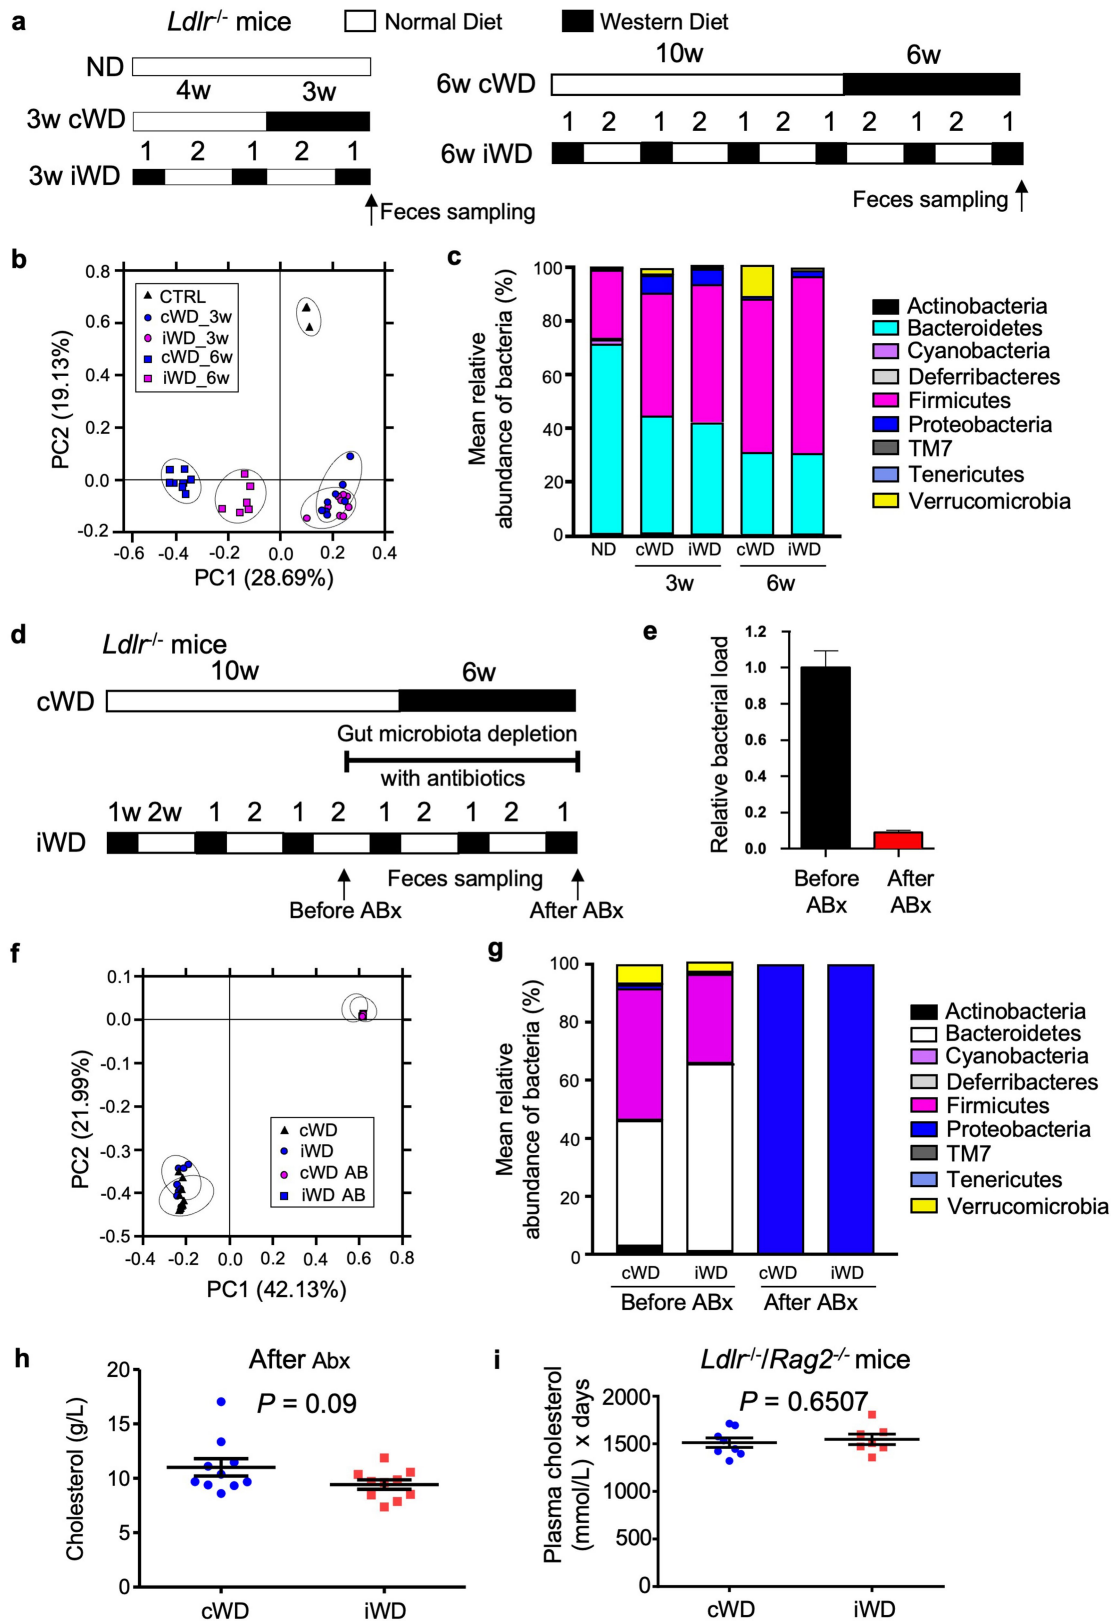 a
Ldlr-/- mice
Normal Diet
Western Diet
ND
4w 3w
3w cWD
1 2 1 2 1
3w iWD
Feces sampling
10w 6w
6w cWD
1 2 1 2 1 2 1 2 1 2 1
6w iWD
Feces sampling
b
0.8
0.6
0.4
0.2
0.0
-0.2
PC2 (19.13%)
CTRL
cWD_3w
iWD_3w
cWD_6w
iWD_6w
-0.6 -0.4 -0.2 0.0 0.2 0.4
PC1 (28.69%)
c
Mean relative
abundance of bacteria (%)
100
80
60
40
20
0
ND cWD iWD cWD iWD
3w 6w
Actinobacteria
Bacteroidetes
Cyanobacteria
Deferribacteres
Firmicutes
Proteobacteria
TM7
Tenericutes
Verrucomicrobia
d
Ldlr-/- mice
10w 6w
cWD
Gut microbiota depletion
with antibiotics
1w 2w 1 2 1 2 1 2 1 2 1
iWD
Feces sampling
Before ABx After ABx
e
Relative bacterial load
1.2
1.0
0.8
0.6
0.4
0.2
0.0
Before After
ABx ABx
f
0.1
0.0
-0.1
-0.3
-0.4
-0.5
PC2 (21.99%)
cWD
iWD
cWD AB
iWD AB
-0.4 -0.2 0.0 0.2 0.4 0.6 0.8
PC1 (42.13%)
g
Mean relative
abundance of bacteria (%)
100
80
60
40
20
0
cWD iWD cWD iWD
Before ABx After ABx
Actinobacteria
Bacteroidetes
Cyanobacteria
Deferribacteres
Firmicutes
Proteobacteria
TM7
Tenericutes
Verrucomicrobia
h
After Abx
P = 0.09
Cholesterol (g/L)
20
15
10
5
0
cWD iWD
i
Ldlr-/-/Rag2-/- mice
P = 0.6507
Plasma cholesterol
(mmol/L) x days
2000
1500
1000
500
0
cWD iWD